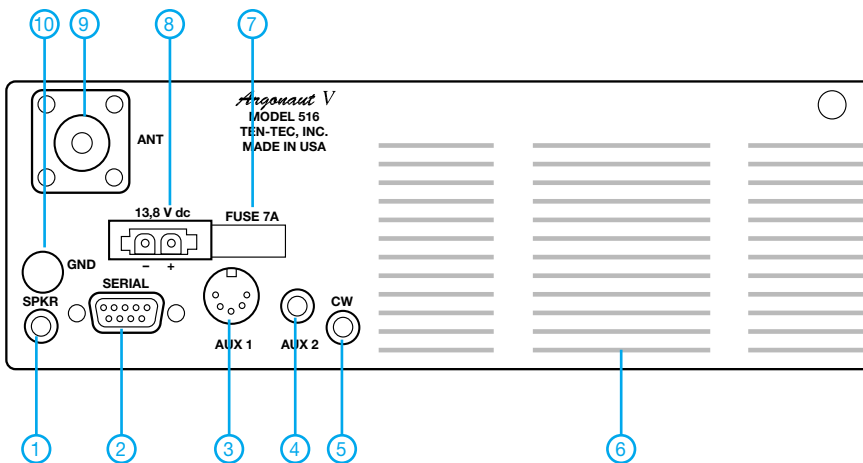 10 9 8 7
Argonaut V
MODEL 516
TEN-TEC, INC.
MADE IN USA
ANT
13,8 V dc
FUSE 7A
GND
– +
SERIAL
SPKR
CW
AUX 1
AUX 2
1 2 3 4 5 6